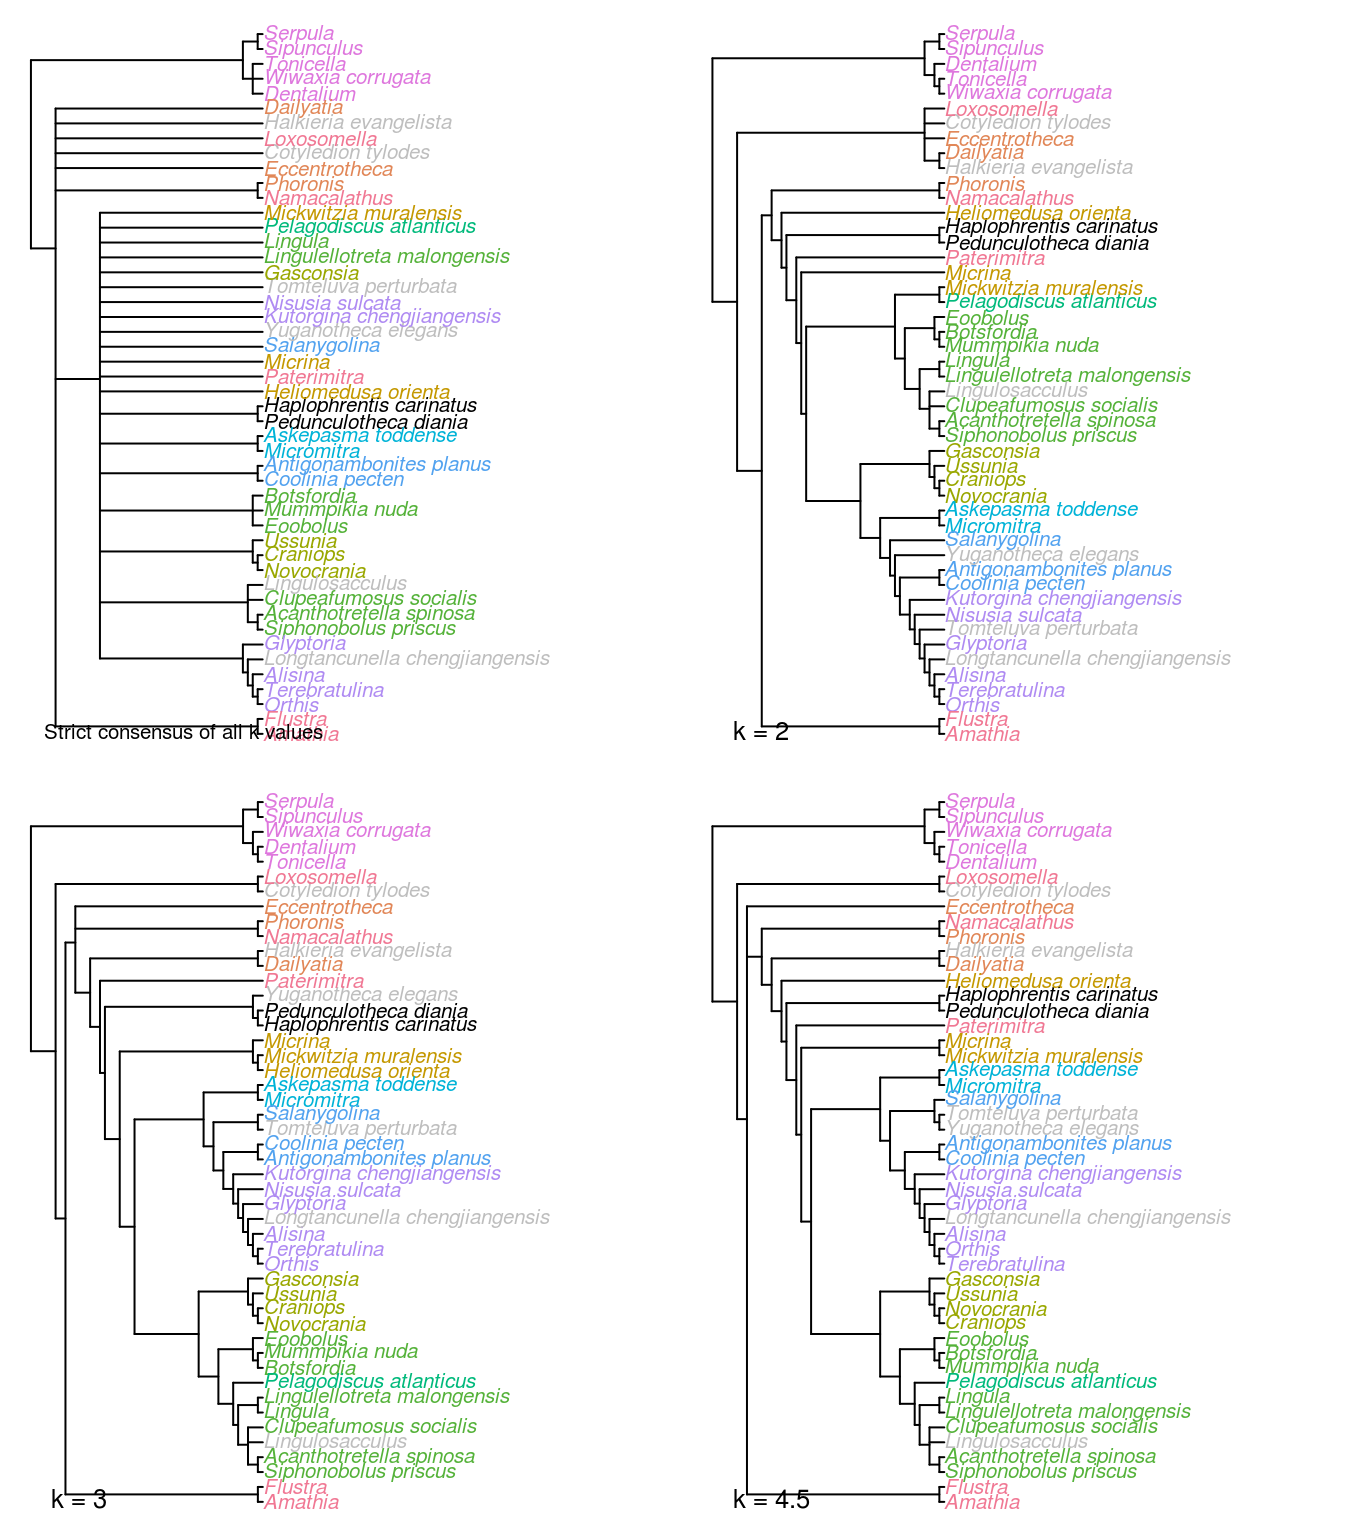 Serpula
Sipunculus
Tonicella
Wiwaxia corrugata
Dentalium
Dailyatia
Halkieria evangelista
Loxosomella
Cotyledion tylodes
Eccentrotheca
Phoronis
Namacalathus
Mickwitzia muralensis
Pelagodiscus atlanticus
Lingula
Lingulellotreta malongensis
Gasconsia
Tomteluva perturbata
Nisusia sulcata
Kutorgina chengjiangensis
Yuganotheca elegans
Salanygolina
Micrina
Paterimitra
Heliomedusa orienta
Haplophrentis carinatus
Pedunculotheca diania
Askepasma toddense
Micromitra
Antigonambonites planus
Coolinia pecten
Botsfordia
Mummpikia nuda
Eoobolus
Ussunia
Craniops
Novocrania
Lingulosacculus
Clupeafumosus socialis
Acanthotretella spinosa
Siphonobolus priscus
Glyptoria
Longtancunella chengjiangensis
Alisina
Terebratulina
Orthis
Flustra
Amathia
Strict consensus of all k values
Serpula
Sipunculus
Dentalium
Tonicella
Wiwaxia corrugata
Loxosomella
Cotyledion tylodes
Eccentrotheca
Dailyatia
Halkieria evangelista
Phoronis
Namacalathus
Heliomedusa orienta
Haplophrentis carinatus
Pedunculotheca diania
Paterimitra
Micrina
Mickwitzia muralensis
Pelagodiscus atlanticus
Eoobolus
Botsfordia
Mummpikia nuda
Lingula
Lingulellotreta malongensis
Lingulosacculus
Clupeafumosus socialis
Acanthotretella spinosa
Siphonobolus priscus
Gasconsia
Ussunia
Craniops
Novocrania
Askepasma toddense
Micromitra
Salanygolina
Yuganotheca elegans
Antigonambonites planus
Coolinia pecten
Kutorgina chengjiangensis
Nisusia sulcata
Tomteluva perturbata
Glyptoria
Longtancunella chengjiangensis
Alisina
Terebratulina
Orthis
Flustra
Amathia
k = 2
Serpula
Sipunculus
Wiwaxia corrugata
Dentalium
Tonicella
Loxosomella
Cotyledion tylodes
Eccentrotheca
Phoronis
Namacalathus
Halkieria evangelista
Dailyatia
Paterimitra
Yuganotheca elegans
Pedunculotheca diania
Haplophrentis carinatus
Micrina
Mickwitzia muralensis
Heliomedusa orienta
Askepasma toddense
Micromitra
Salanygolina
Tomteluva perturbata
Coolinia pecten
Antigonambonites planus
Kutorgina chengjiangensis
Nisusia sulcata
Glyptoria
Longtancunella chengjiangensis
Alisina
Terebratulina
Orthis
Gasconsia
Ussunia
Craniops
Novocrania
Eoobolus
Mummpikia nuda
Botsfordia
Pelagodiscus atlanticus
Lingulellotreta malongensis
Lingula
Clupeafumosus socialis
Lingulosacculus
Acanthotretella spinosa
Siphonobolus priscus
Flustra
Amathia
k = 3
Serpula
Sipunculus
Wiwaxia corrugata
Tonicella
Dentalium
Loxosomella
Cotyledion tylodes
Eccentrotheca
Namacalathus
Phoronis
Halkieria evangelista
Dailyatia
Heliomedusa orienta
Haplophrentis carinatus
Pedunculotheca diania
Paterimitra
Micrina
Mickwitzia muralensis
Askepasma toddense
Micromitra
Salanygolina
Tomteluva perturbata
Yuganotheca elegans
Antigonambonites planus
Coolinia pecten
Kutorgina chengjiangensis
Nisusia sulcata
Glyptoria
Longtancunella chengjiangensis
Alisina
Orthis
Terebratulina
Gasconsia
Ussunia
Novocrania
Craniops
Eoobolus
Botsfordia
Mummpikia nuda
Pelagodiscus atlanticus
Lingula
Lingulellotreta malongensis
Clupeafumosus socialis
Lingulosacculus
Acanthotretella spinosa
Siphonobolus priscus
Flustra
Amathia
k = 4.5